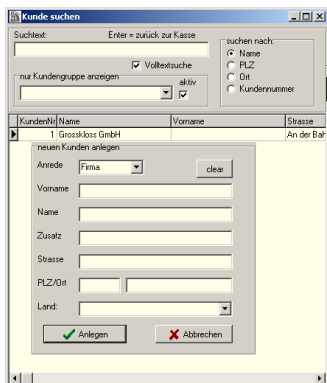 Kunde suchen
Suchtext: Enter = zurück zur Kasse
suchen nach:
Name
PLZ
Ort
Kundennummer
Volltextsuche
nur Kundengruppe anzeigen
aktiv
KundenNr Name Vorname Strasse
1 Grosskloss GmbH An der Bah
neuen Kunden anlegen
Anrede Firma clear
Vorname
Name
Zusatz
Strasse
PLZ/Ort
Land:
Anlegen Abbrechen